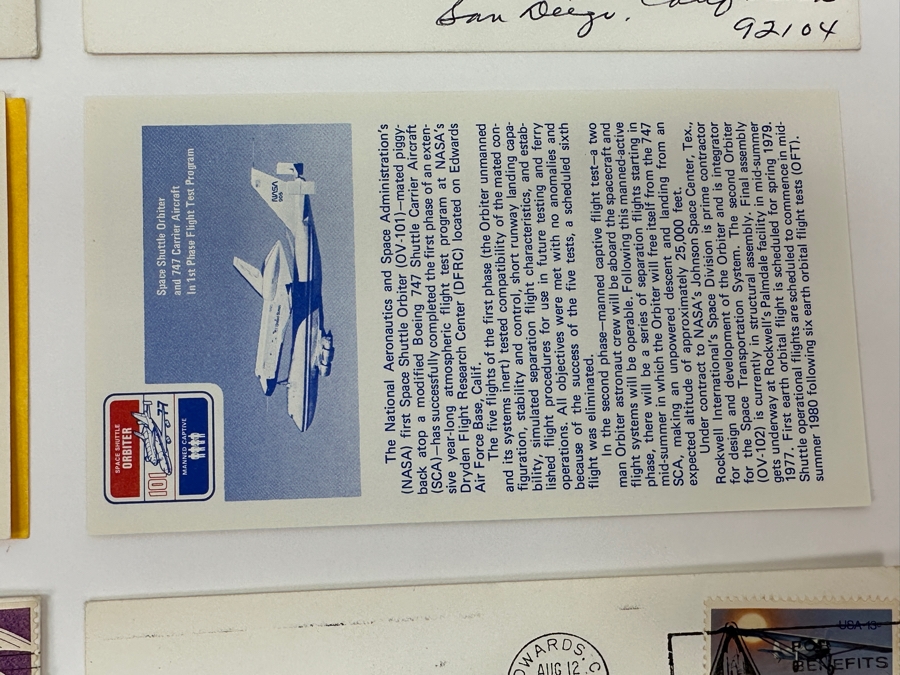 San Diego,
92104
SPACE SHUTTLE
ORBITER
101
77
MANNED CAPTIVE
Space Shuttle Orbiter
and 747 Carrier Aircraft
In 1st Phase Flight Test Program
NASA
The National Aeronautics and Space Administration's
(NASA) first Space Shuttle Orbiter (OV-101)—mated piggy-
back atop a modified Boeing 747 Shuttle Carrier Aircraft
(SCA)—has successfully completed the first phase of an exten-
sive year-long atmospheric flight test program at NASA's
Dryden Flight Research Center (DFRC) located on Edwards
Air Force Base, Calif.
The five flights of the first phase (the Orbiter unmanned
and its systems inert) tested compatibility of the mated con-
figuration, stability and control, short runway landing capa-
bility, simulated separation flight characteristics, and estab-
lished flight procedures for use in future testing and ferry
operations. All objectives were met with no anomalies and
because of the success of the five tests, a scheduled sixth
flight was eliminated.
In the second phase—manned captive flight test—a two
man Orbiter astronaut crew will be aboard the spacecraft and
flight systems will be operable. Following this manned-active
phase, there will be a series of separation flights starting in
mid-summer in which the Orbiter will free itself from the 747
SCA, making an unpowered descent and landing from an
expected altitude of approximately 25,000 feet.
Under contract to NASA's Johnson Space Center, Tex.,
Rockwell International's Space Division is prime contractor
for design and development of the Orbiter and is integrator
for the Space Transportation System. The second Orbiter
(OV-102) is currently in structural assembly. Final assembly
gets underway at Rockwell's Palmdale facility in mid-summer
1977. First earth orbital flight is scheduled for spring 1979.
Shuttle operational flights are scheduled to commence in mid-
summer 1980 following six earth orbital flight tests (OFT).
DWARDS, C
AUG 12
USA 13c
FOR
BENEFITS